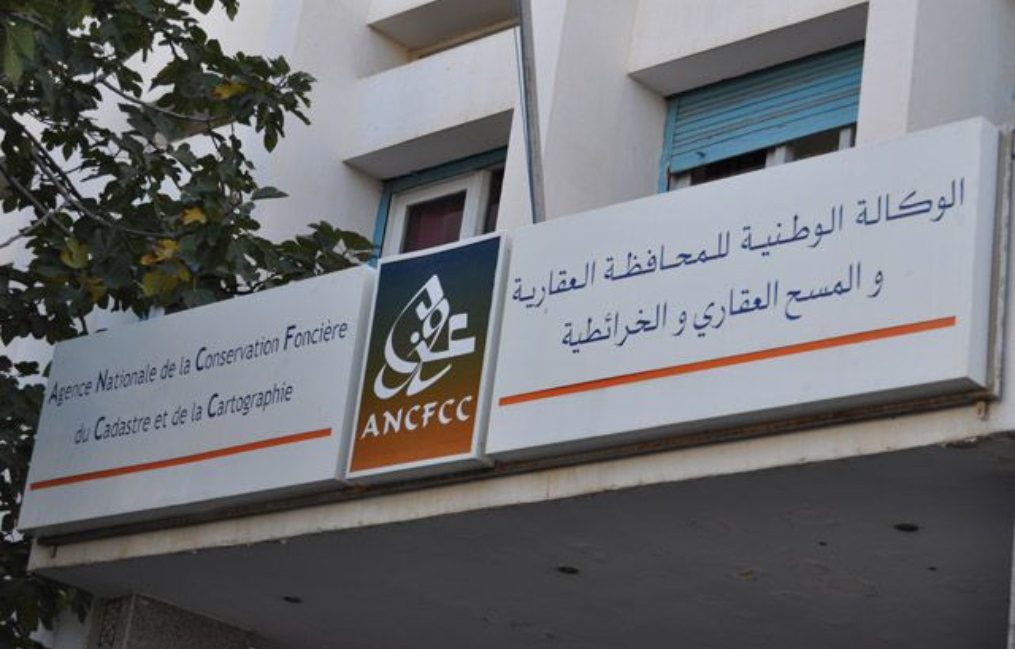 Agence Nationale de la Conservation Foncière
du Cadastre et de la Cartographie
ANCFCC
الوكالة الوطنية للمحافظة العقارية
و المسح العقاري و الخرائطية